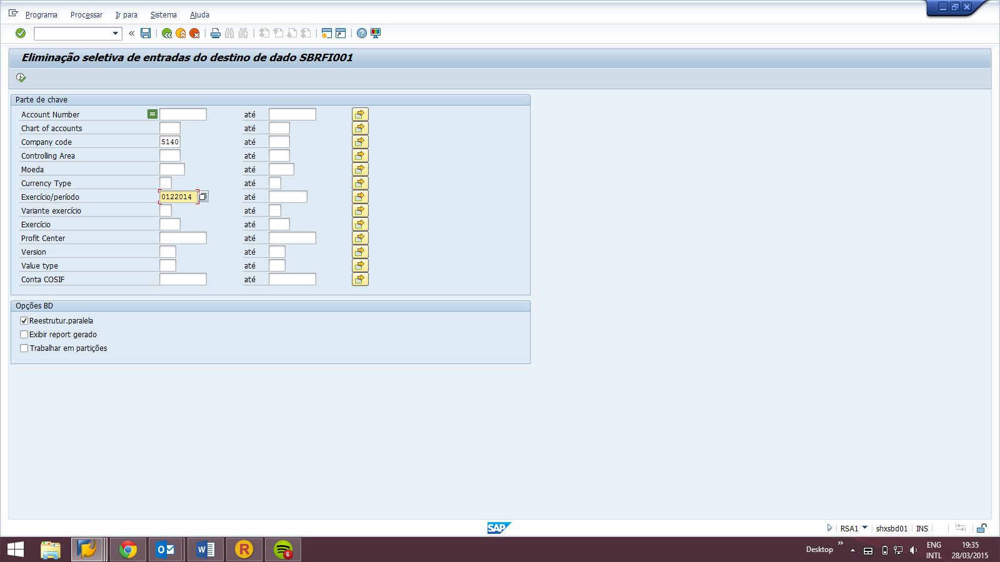 Programa Processar Ir para Sistema Ajuda
Eliminação seletiva de entradas do destino de dado SBRFI001
Parte de chave
Account Number até
Chart of accounts até
Company code 5140 até
Controlling Area até
Moeda até
Currency Type até
Exercício/período 0122014 até
Variante exercício até
Exercício até
Profit Center até
Version até
Value type até
Conta COSIF até
Opções BD
Reestrutur.paralela
Exibir report gerado
Trabalhar em partições
SAP RSA1 shxsbd01 INS
Desktop ENG 19:35
INTL 28/03/2015
6